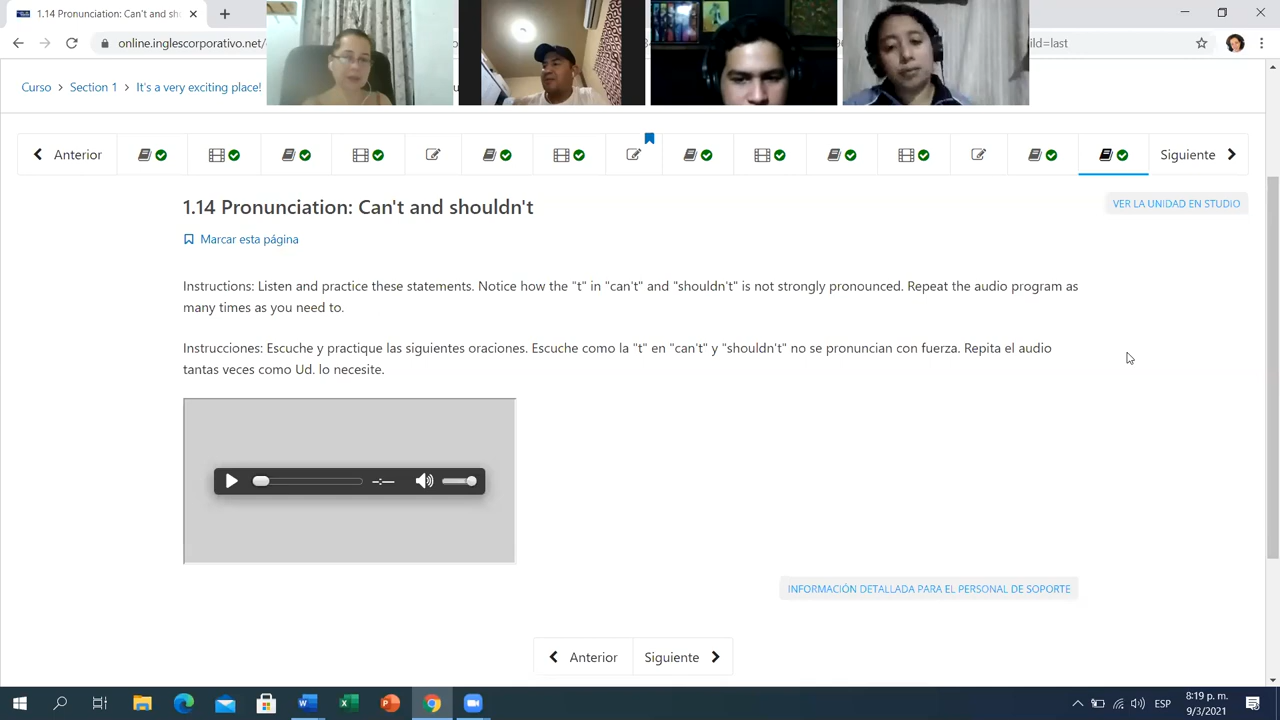 1.14 Pronunciation: Can't and sh
online.inglescorporativo.net/
ild=last
Curso
Section 1
It's a very exciting place!
Anterior
Siguiente
1.14 Pronunciation: Can't and shouldn't
VER LA UNIDAD EN STUDIO
Marcar esta página
Instructions: Listen and practice these statements. Notice how the "t" in "can't" and "shouldn't" is not strongly pronounced. Repeat the audio program as
many times as you need to.
Instrucciones: Escuche y practique las siguientes oraciones. Escuche como la "t" en "can't" y "shouldn't" no se pronuncian con fuerza. Repita el audio
tantas veces como Ud. lo necesite.
--:--
INFORMACIÓN DETALLADA PARA EL PERSONAL DE SOPORTE
Anterior
Siguiente
ESP
8:19 p. m.
9/3/2021